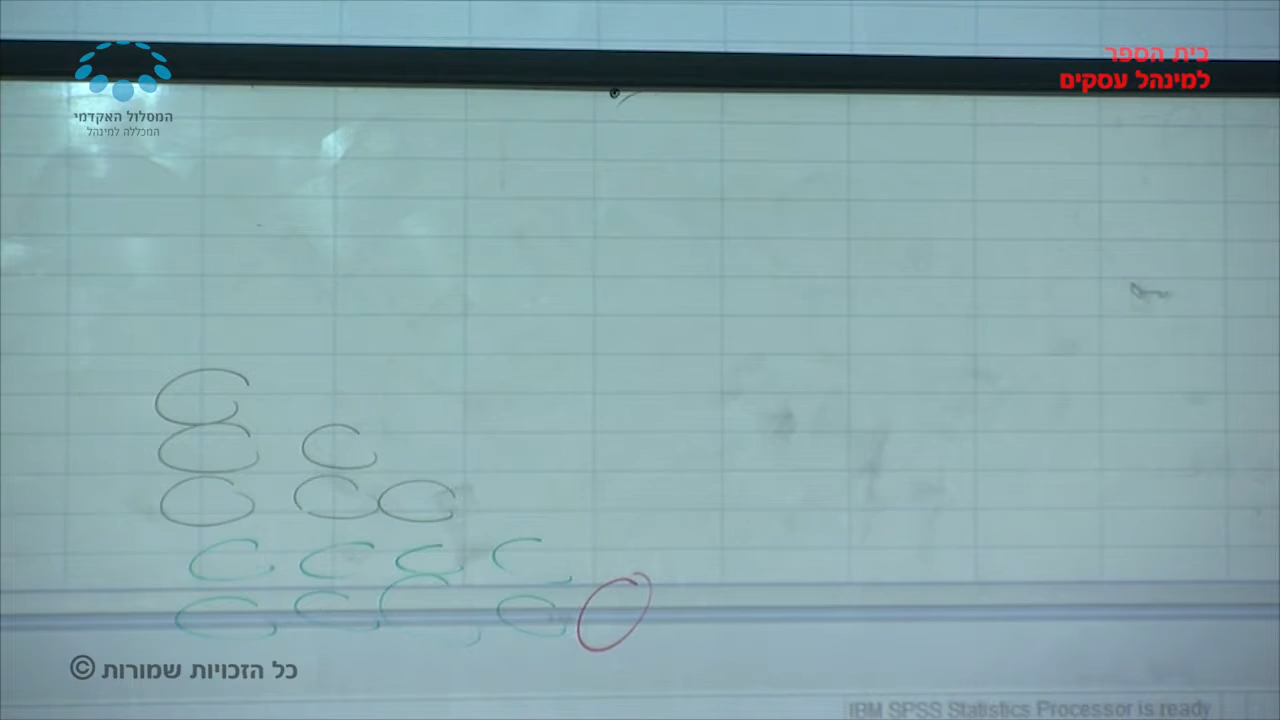 בית הספר
למינהל עסקים
המסלול האקדמי
המכללה למינהל
כל הזכויות שמורות ©
IBM SPSS Statistics Processor is ready